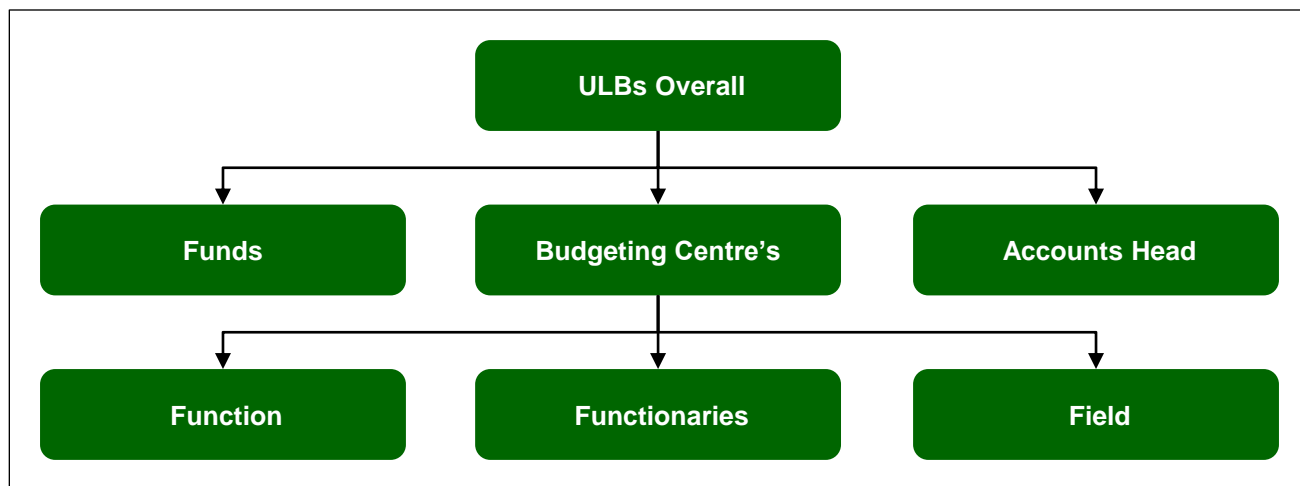 ULBs Overall
Funds
Budgeting Centre’s
Accounts Head
Function
Functionaries
Field